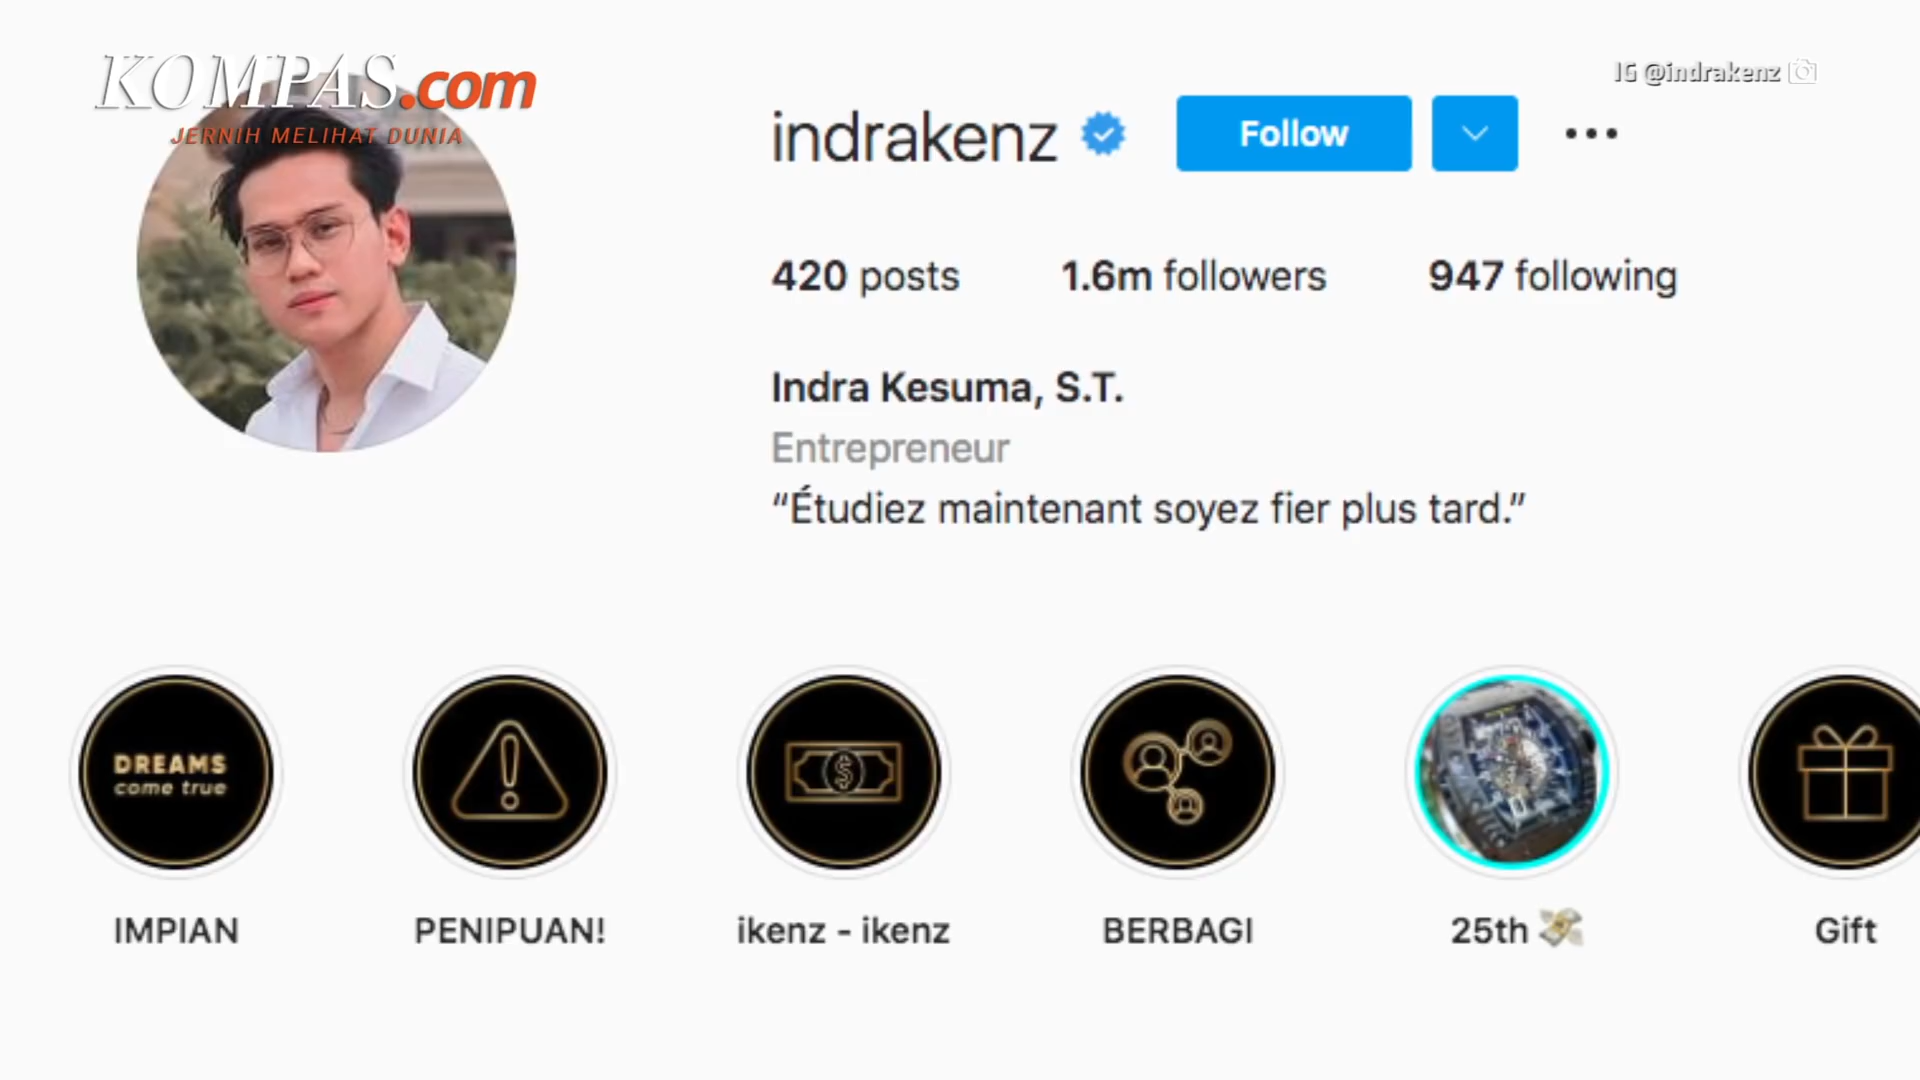 KOMPAS.com
JERNIH MELIHAT DUNIA
IG @indrakenz
indrakenz
Follow
420 posts 1.6m followers 947 following
Indra Kesuma, S.T.
Entrepreneur
“Étudiez maintenant soyez fier plus tard.”
DREAMS
come true
IMPIAN PENIPUAN! ikenz - ikenz BERBAGI 25th 💸 Gift